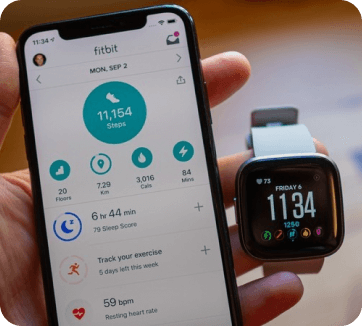 11:34
fitbit
MON, SEP 2
11,154
Steps
20
Floors
7.29
Km
3,016
Cals
84
Mins
6 hr 44 min
79 Sleep Score
Track your exercise
5 days left this week
59 bpm
Resting heart rate
73
FRIDAY 6
1134
1250